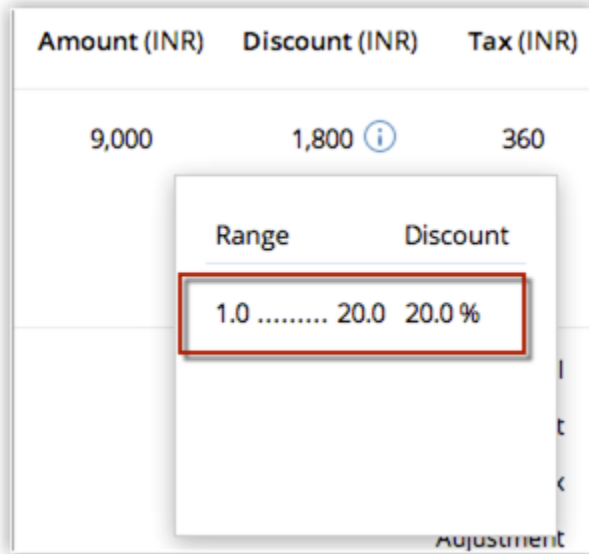 Amount (INR) Discount (INR) Tax (INR)
9,000 1,800 360
Range Discount
1.0 ......... 20.0 20.0 %
l
t
x
Adjustment